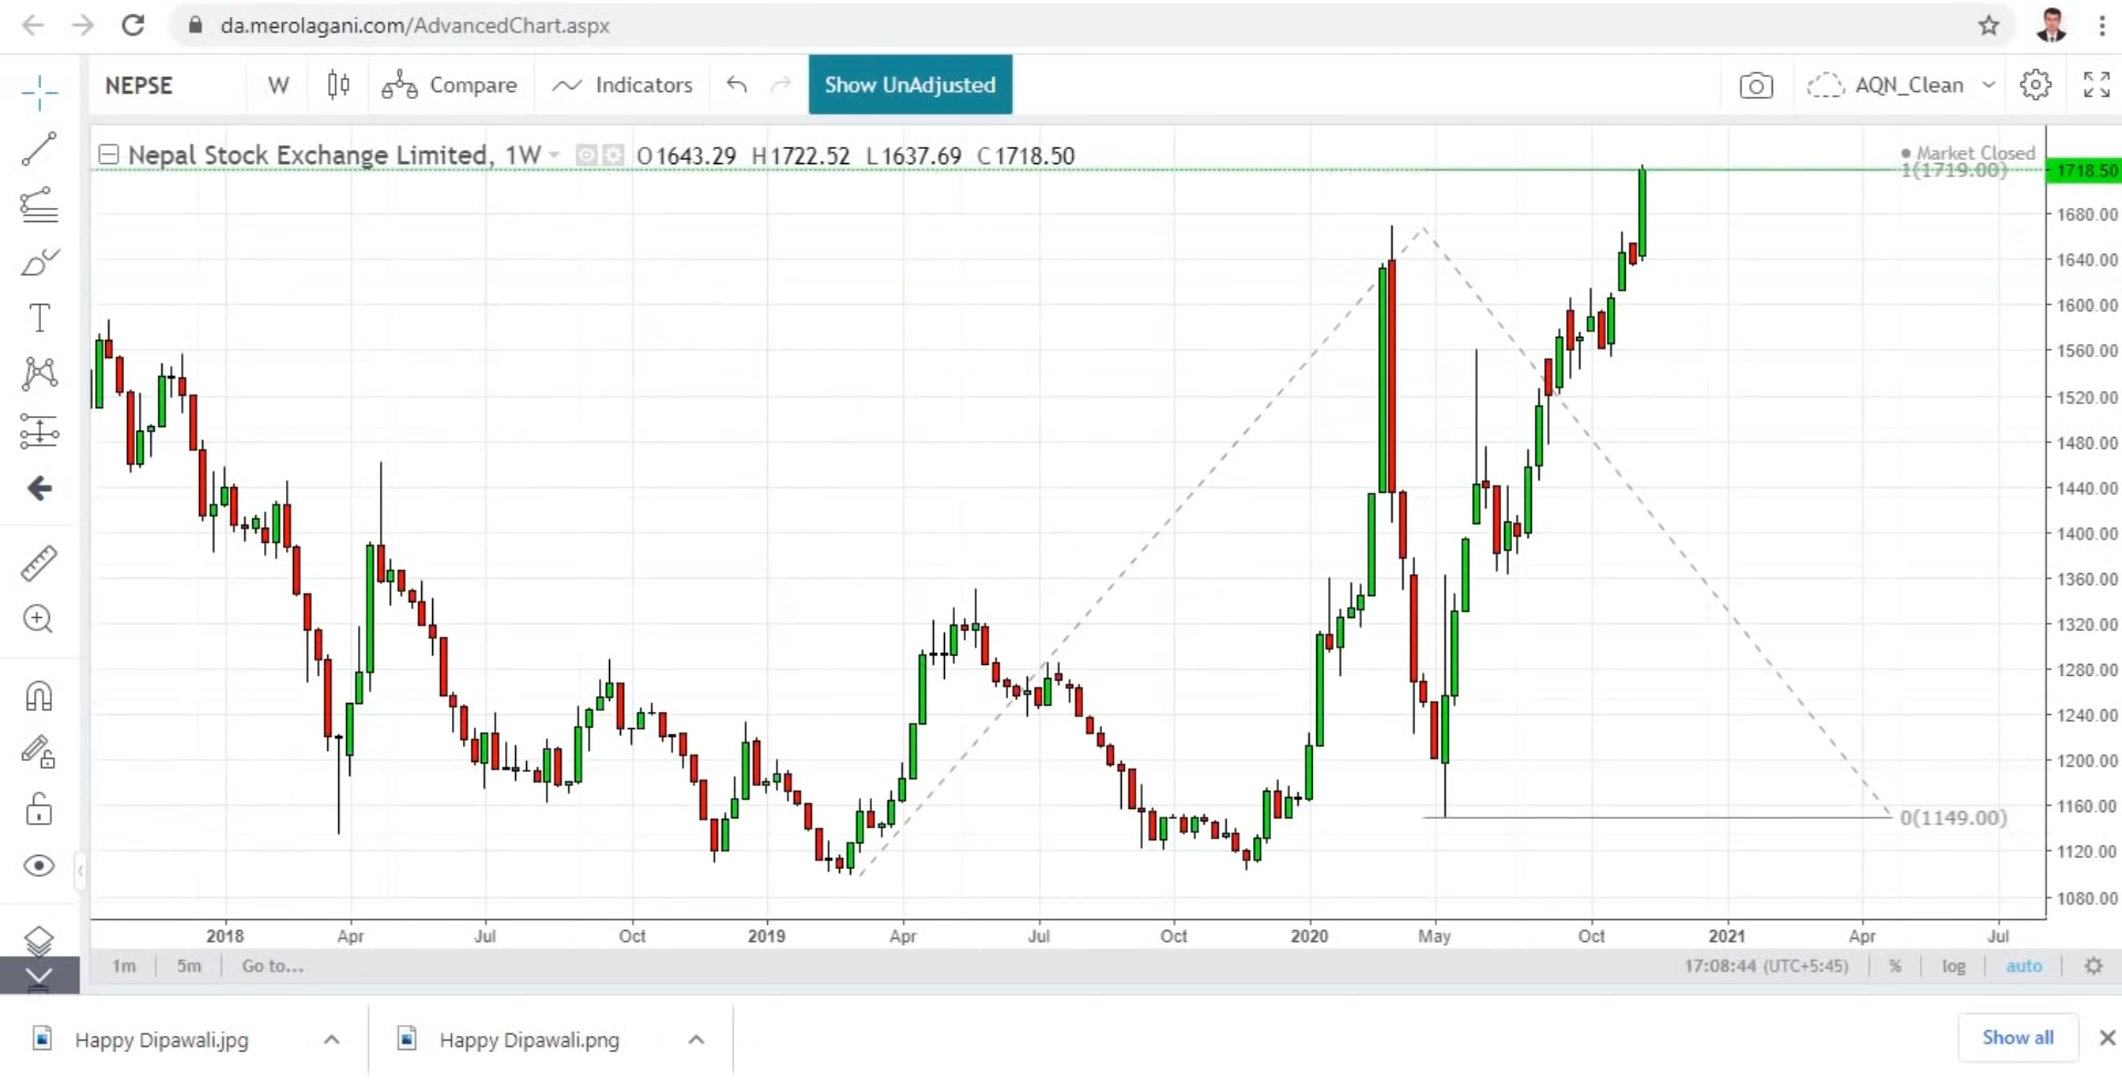 da.merolagani.com/AdvancedChart.aspx
NEPSE W Compare Indicators Show UnAdjusted AQN_Clean
Nepal Stock Exchange Limited, 1W O1643.29 H1722.52 L1637.69 C1718.50
Market Closed
1(1719.00)
1718.50
1680.00
1640.00
1600.00
1560.00
1520.00
1480.00
1440.00
1400.00
1360.00
1320.00
1280.00
1240.00
1200.00
1160.00
0(1149.00)
1120.00
1080.00
2018 Apr Jul Oct 2019 Apr Jul Oct 2020 May Oct 2021 Apr Jul
1m 5m Go to... 17:08:44 (UTC+5:45) % log auto
Happy Dipawali.jpg Happy Dipawali.png Show all